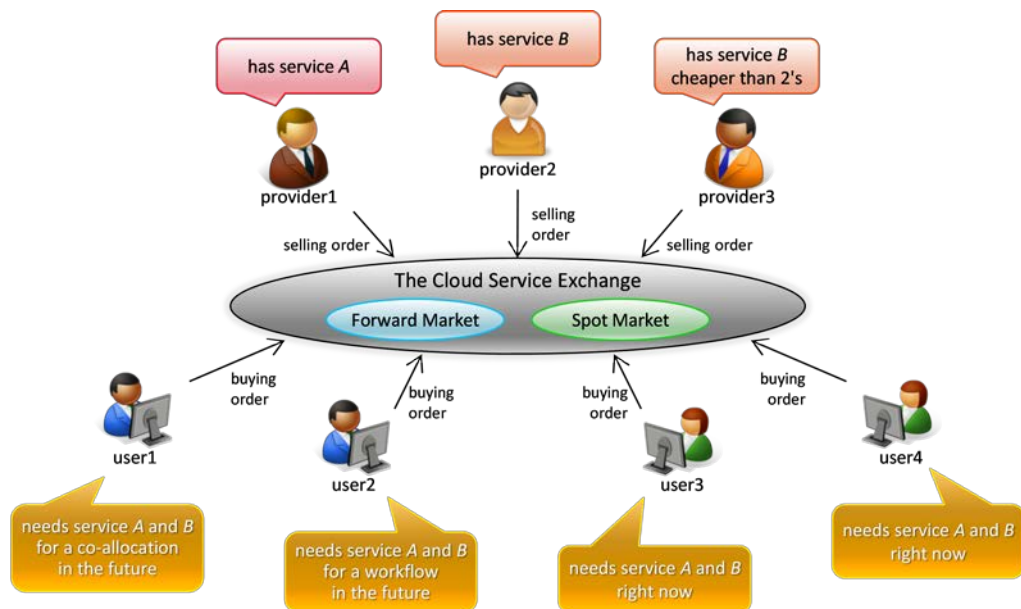 has service A
has service B
has service B
cheaper than 2's
provider1
provider2
provider3
selling order
selling
order
selling order
The Cloud Service Exchange
Forward Market
Spot Market
buying
order
buying
order
buying
order
buying
order
user1
user2
user3
user4
needs service A and B
for a co-allocation
in the future
needs service A and B
for a workflow
in the future
needs service A and B
right now
needs service A and B
right now